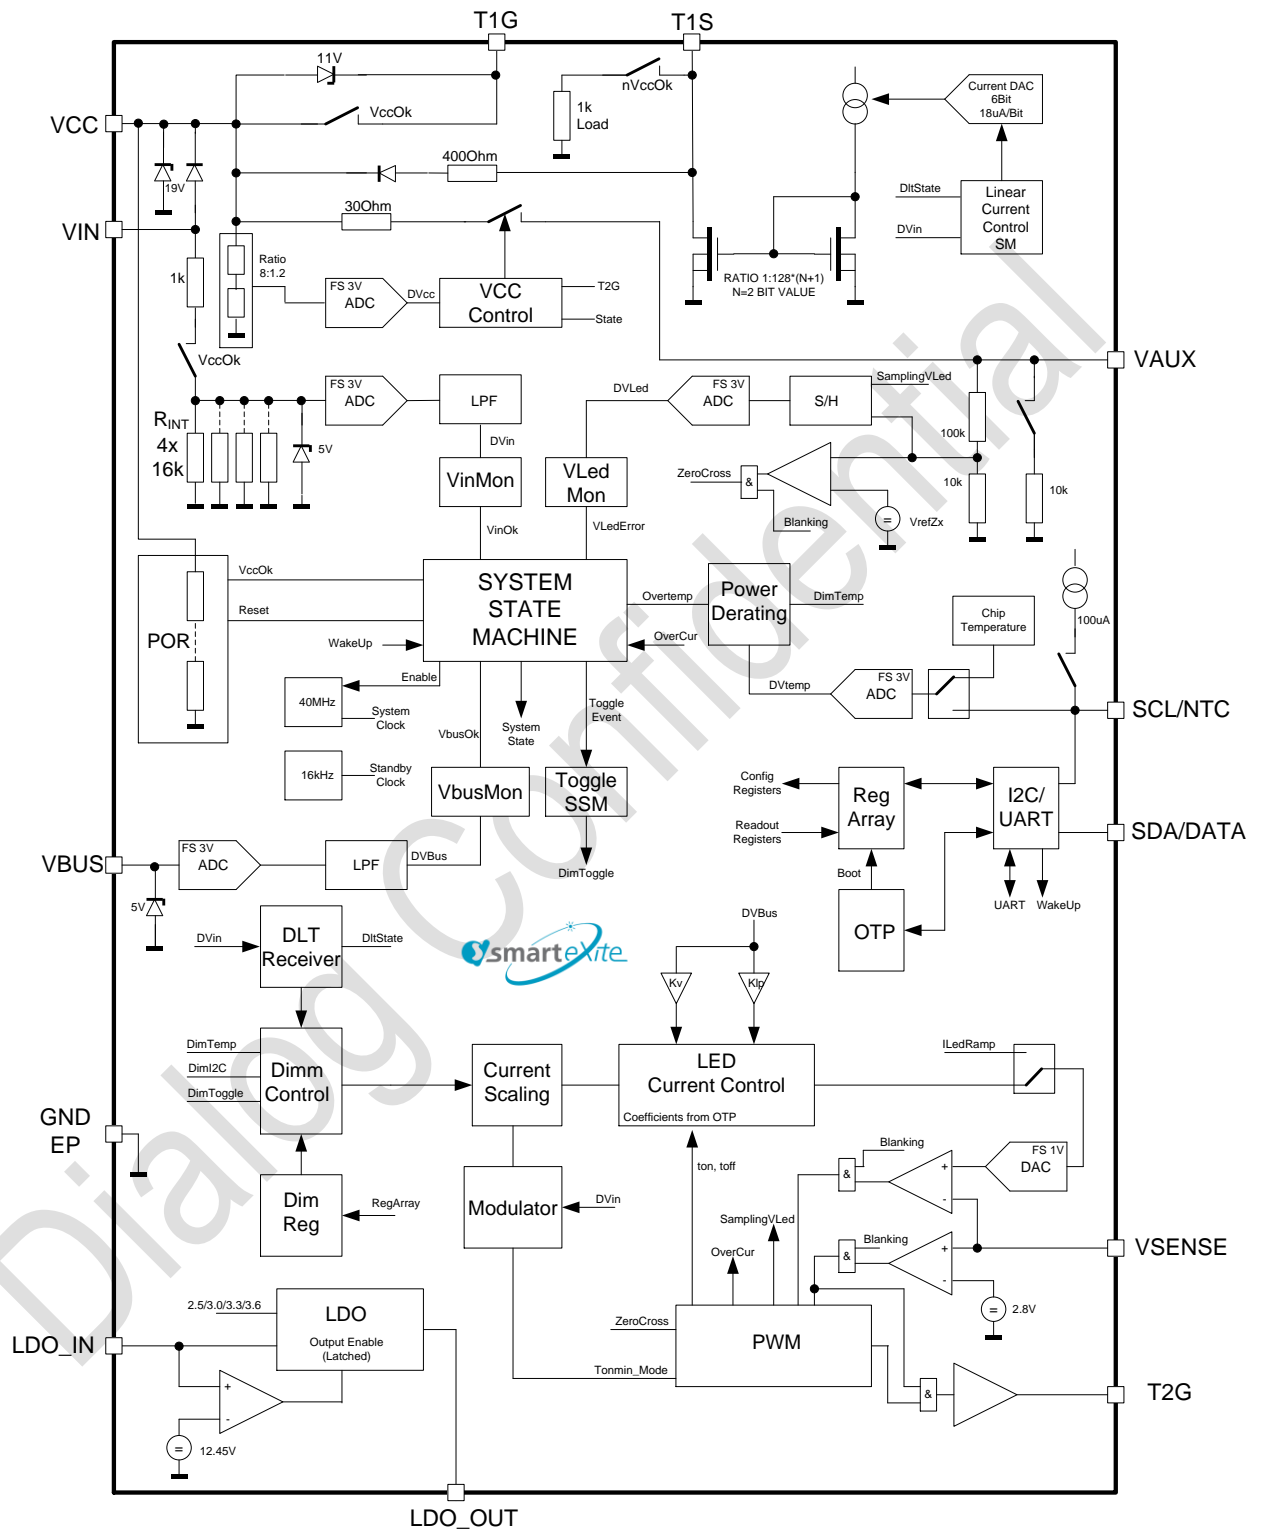 T1G
T1S
11V
nVccOk
VccOk
1k
Load
Current DAC
6Bit
18uA/Bit
VCC
400Ohm
19V
DltState
Linear
Current
Control
SM
DVin
VIN
30Ohm
1k
Ratio
8:1.2
FS 3V
ADC
DVcc
VCC
Control
T2G
State
RATIO 1:128*(N+1)
N=2 BIT VALUE
VccOk
VAUX
FS 3V
ADC
LPF
DVLed
FS 3V
ADC
S/H
SamplingVLed
RINT
4x
16k
5V
DVin
100k
VinMon
VLed
Mon
ZeroCross
&
10k
10k
Blanking
=
VrefZx
VinOk
VLedError
VccOk
Reset
POR
SYSTEM
STATE
MACHINE
Overtemp
Power
Derating
DimTemp
Chip
Temperature
100uA
WakeUp
OverCur
Enable
DVtemp
FS 3V
ADC
40MHz
System
Clock
System
State
Toggle
Event
SCL/NTC
VbusOk
16kHz
Standby
Clock
VbusMon
Toggle
SSM
Config
Registers
Reg
Array
I2C/
UART
Readout
Registers
SDA/DATA
VBUS
FS 3V
ADC
LPF
DVBus
DimToggle
Boot
UART
WakeUp
5V
OTP
DVBus
DVin
DLT
Receiver
DltState
smarteXite
Kv
Klp
DimTemp
DimI2C
DimToggle
Dimm
Control
Current
Scaling
LED
Current Control
Coefficients from OTP
ILedRamp
GND
EP
FS 1V
DAC
Blanking
&
+
-
ton, toff
Dim
Reg
RegArray
Modulator
DVin
SamplingVLed
OverCur
Blanking
&
+
-
VSENSE
=
2.8V
2.5/3.0/3.3/3.6
LDO
Output Enable
(Latched)
LDO_IN
ZeroCross
PWM
Tonmin_Mode
+
-
&
T2G
=
12.45V
LDO_OUT
Dialog Confidential